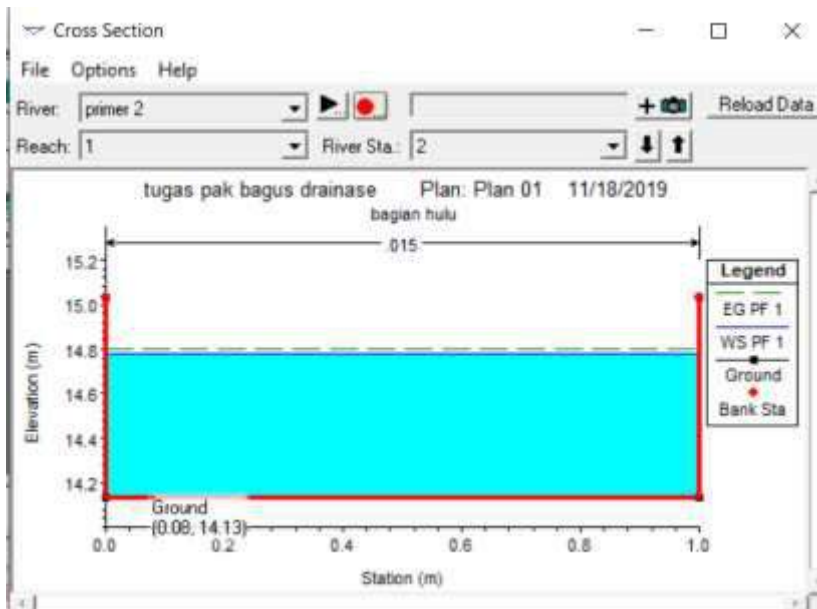 Cross Section
File Options Help
River: primer 2 Reload Data
Reach: 1 River Sta.: 2
tugas pak bagus drainase Plan: Plan 01 11/18/2019
bagian hulu
.015
Legend
EG PF 1
WS PF 1
Ground
Bank Sta
15.2
15.0
14.8
14.6
14.4
14.2
Elevation (m)
Ground
(0.08, 14.13)
0.0 0.2 0.4 0.6 0.8 1.0
Station (m)